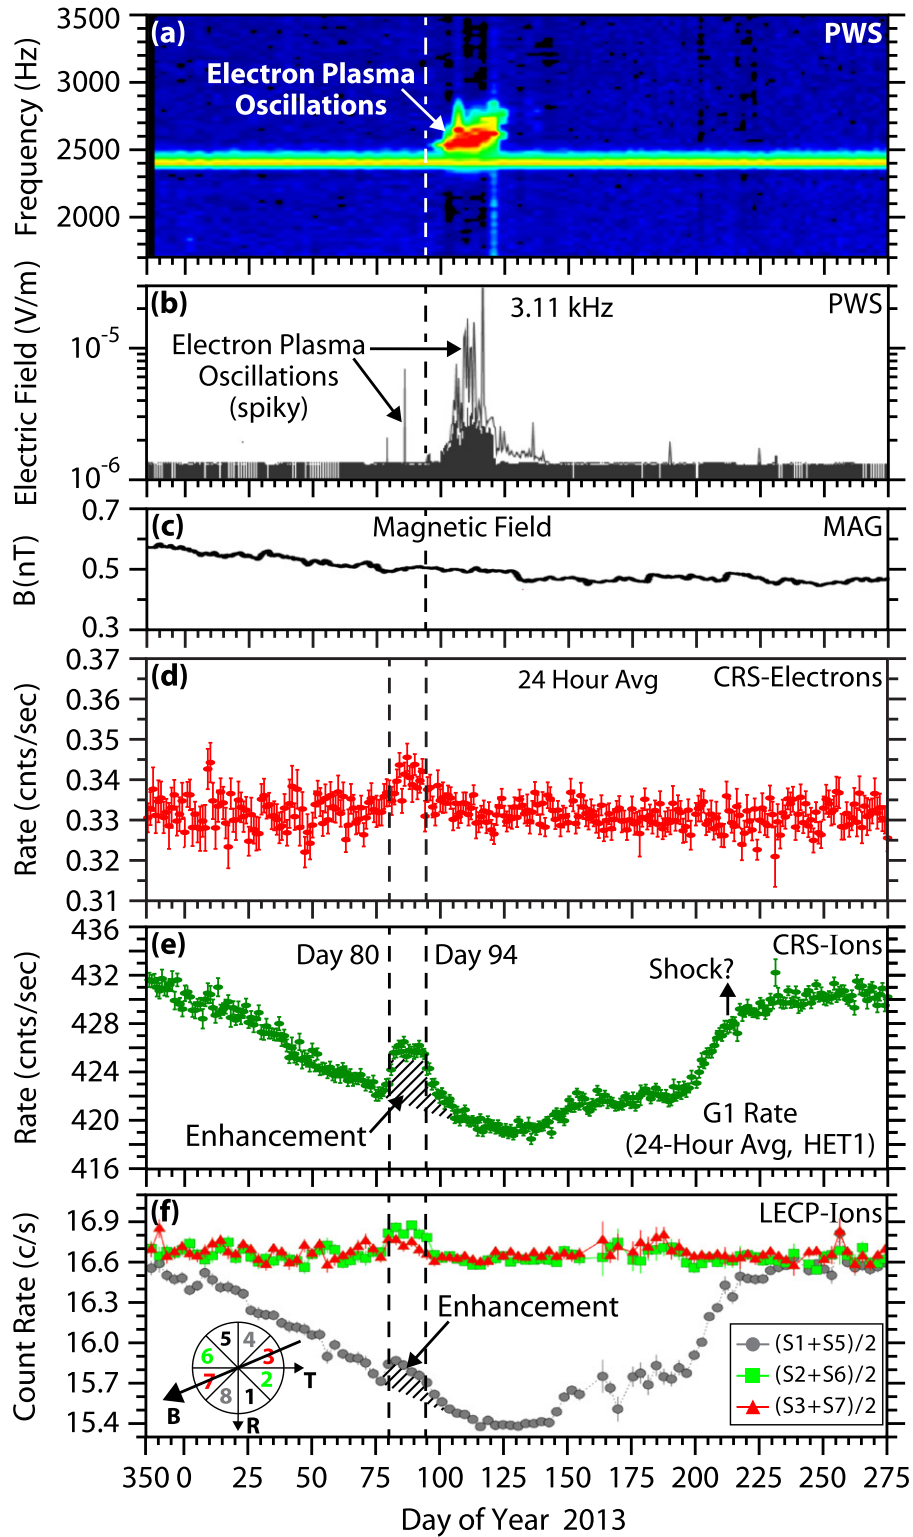 (a)
PWS
Electron Plasma
Oscillations
Frequency (Hz)
3500
3000
2500
2000
(b)
3.11 kHz
PWS
Electron Plasma
Oscillations
(spiky)
Electric Field (V/m)
10-5
10-6
(c)
Magnetic Field
MAG
B(nT)
0.7
0.5
0.3
(d)
24 Hour Avg
CRS-Electrons
Rate (cnts/sec)
0.37
0.36
0.35
0.34
0.33
0.32
0.31
(e)
Day 80
Day 94
CRS-Ions
Shock?
Enhancement
G1 Rate
(24-Hour Avg, HET1)
Rate (cnts/sec)
436
432
428
424
420
416
(f)
LECP-Ions
Enhancement
Count Rate (c/s)
16.9
16.6
16.3
16.0
15.7
15.4
5 4
6 3
7 2
8 1
T
B
R
(S1+S5)/2
(S2+S6)/2
(S3+S7)/2
350 0 25 50 75 100 125 150 175 200 225 250 275
Day of Year 2013